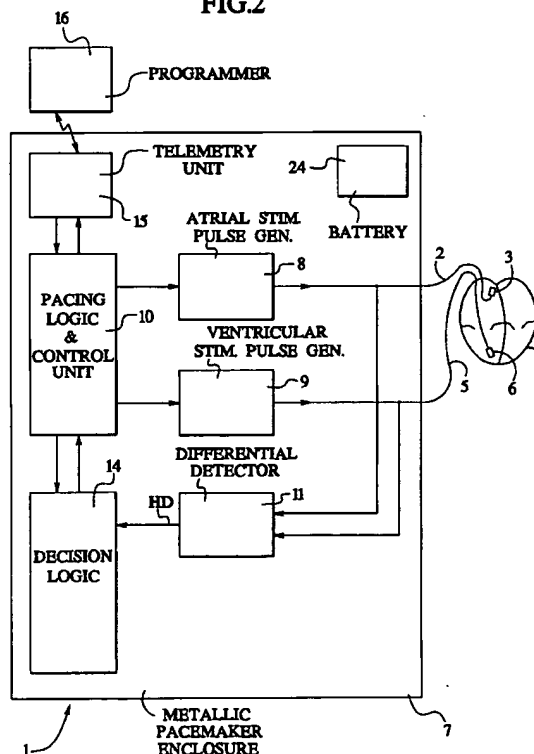 FIG.2
16
PROGRAMMER
TELEMETRY
UNIT
15
24
BATTERY
ATRIAL STIM.
PULSE GEN.
8
2
3
PACING
LOGIC
&
CONTROL
UNIT
10
VENTRICULAR
STIM. PULSE GEN.
9
5
6
DIFFERENTIAL
DETECTOR
14
HD
11
DECISION
LOGIC
1
METALLIC
PACEMAKER
ENCLOSURE
7